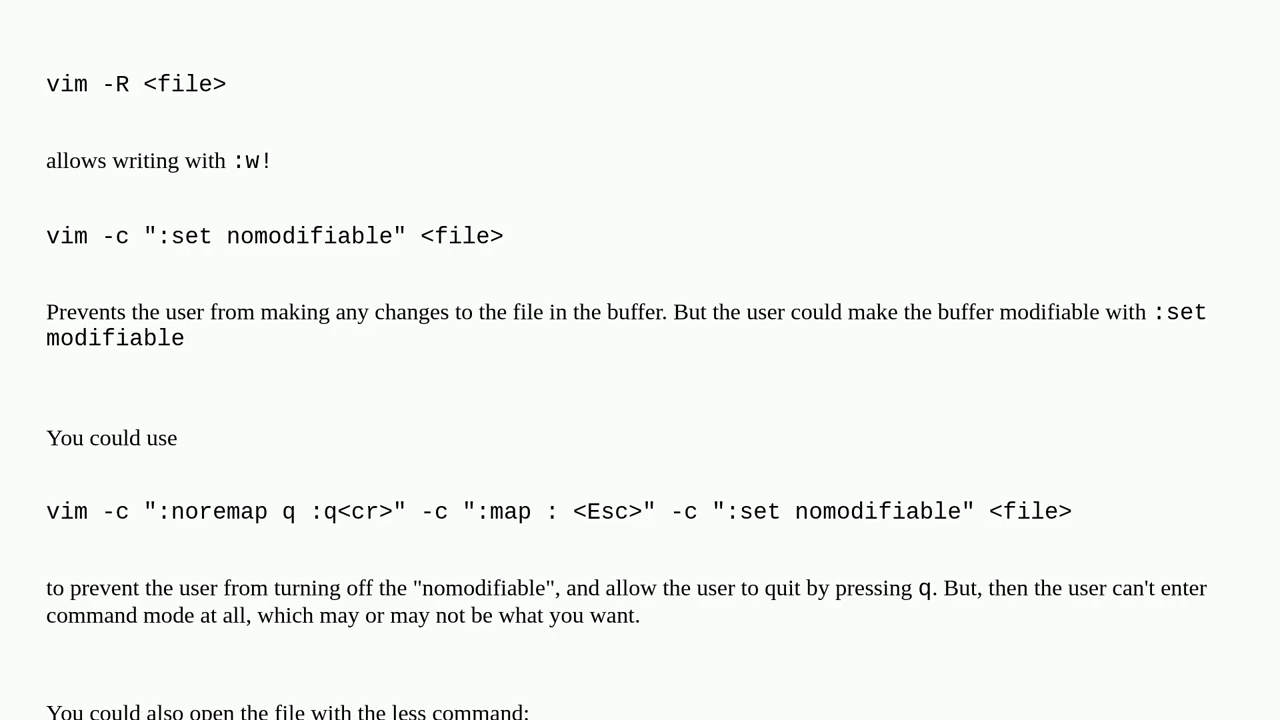 vim -R <file>
allows writing with :w!
vim -c ":set nomodifiable" <file>
Prevents the user from making any changes to the file in the buffer. But the user could make the buffer modifiable with :set
modifiable
You could use
vim -c ":noremap q :q<cr>" -c ":map : <Esc>" -c ":set nomodifiable" <file>
to prevent the user from turning off the "nomodifiable", and allow the user to quit by pressing q. But, then the user can't enter
command mode at all, which may or may not be what you want.
You could also open the file with the less command: